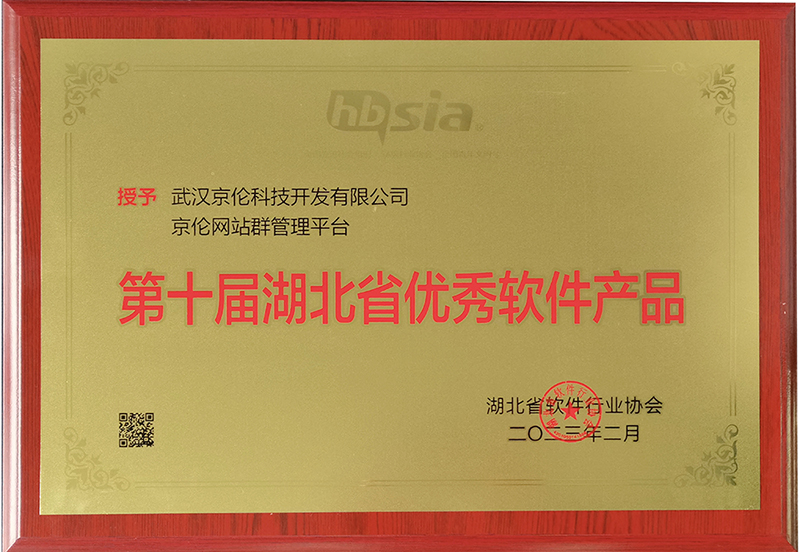 hbsia
授予 武汉京伦科技开发有限公司
京伦网站群管理平台
第十届湖北省优秀软件产品
湖北省软件行业协会
二〇二三年二月